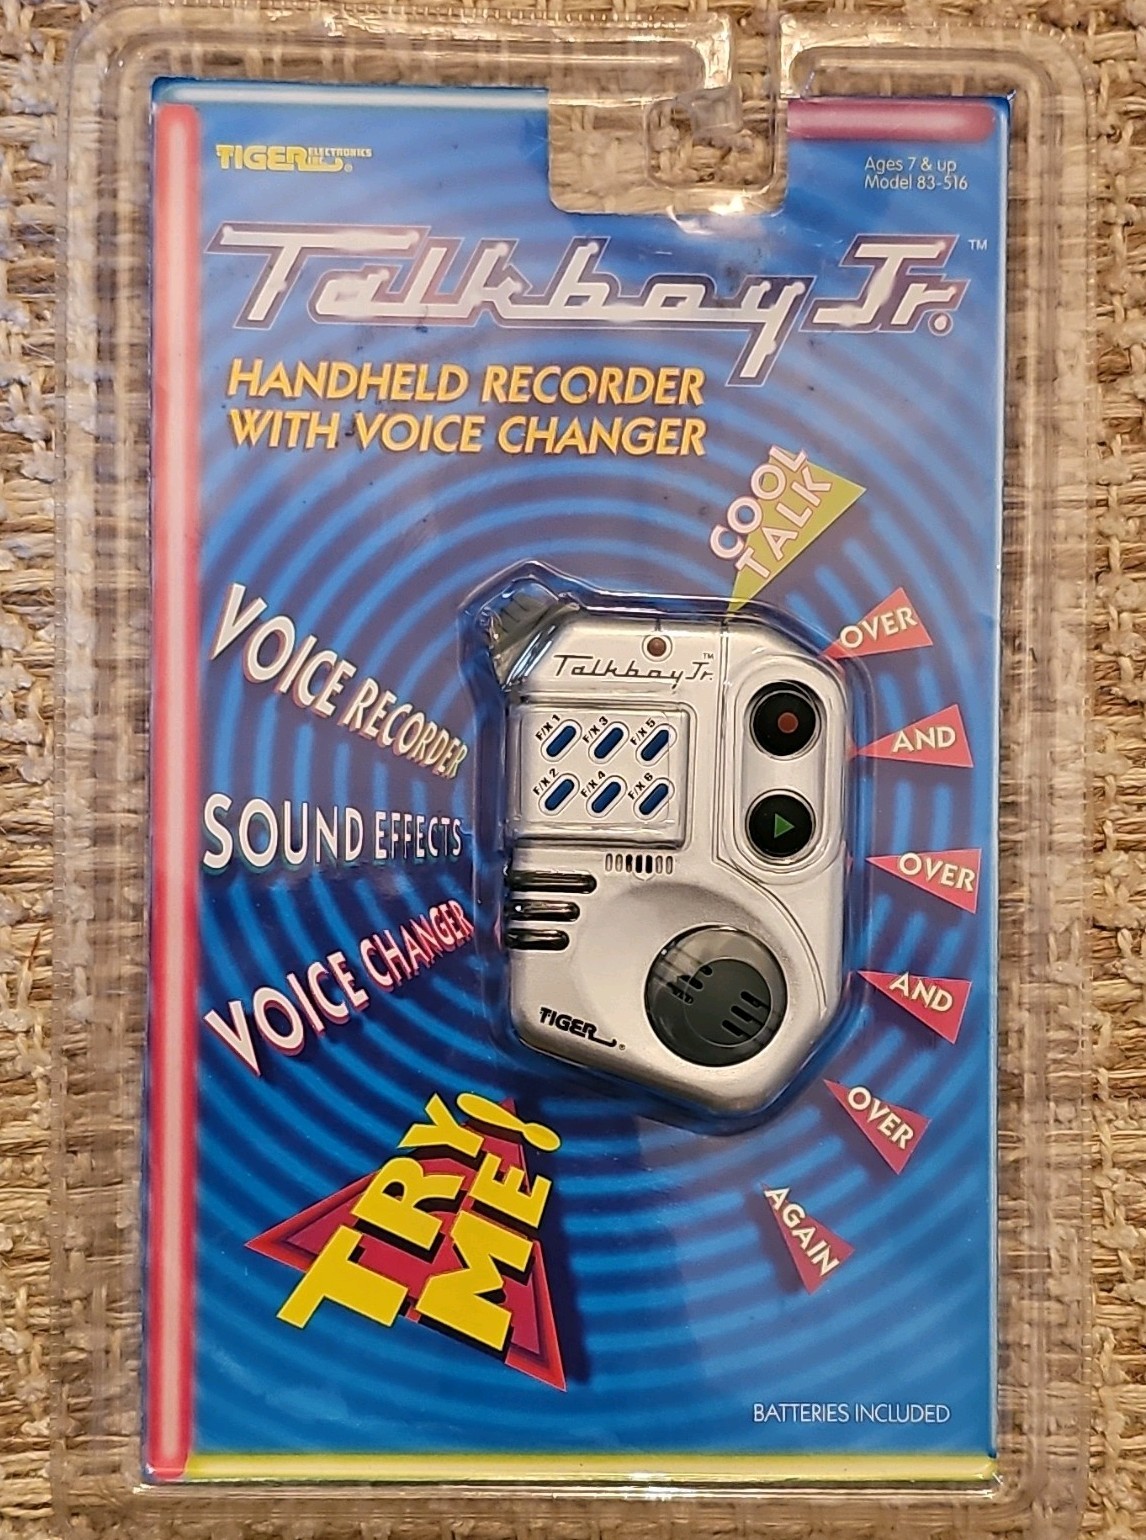 TIGER ELECTRONICS INC.®
Ages 7 & up
Model 83-516
Talkboy Jr.™
HANDHELD RECORDER
WITH VOICE CHANGER
COOL
TALK
OVER
AND
OVER
AND
OVER
AGAIN
VOICE RECORDER
SOUND EFFECTS
VOICE CHANGER
Talkboy Jr.™
F/X 1
F/X 3
F/X 5
F/X 2
F/X 4
F/X 6
TIGER®
TRY
ME!
BATTERIES INCLUDED